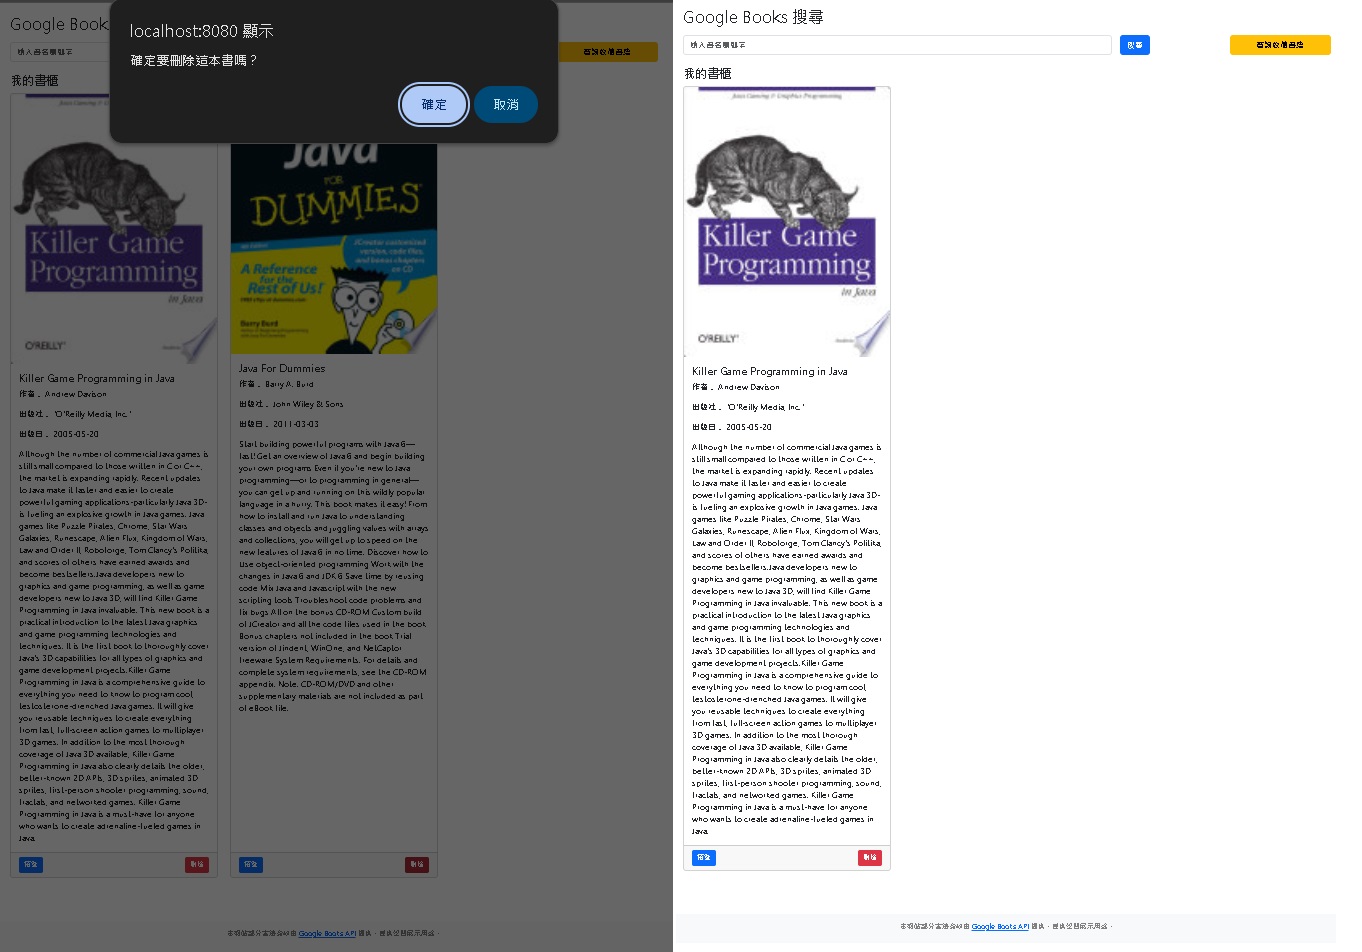 Google Book
localhost:8080 顯示
確定要刪除這本書嗎？
確定
取消
輸入書名關鍵字
查詢收藏書籍
我的書櫃
Java Gaming & Graphics Programming
Killer Game
Programming
in Java
O'REILLY
Killer Game Programming in Java
作者： Andrew Davison
出版社： "O'Reilly Media, Inc."
出版日： 2005-05-20
Although the number of commercial Java games is
still small compared to those written in C or C++,
the market is expanding rapidly. Recent updates
to Java make it faster and easier to create
powerful gaming applications-particularly Java 3D-
is fueling an explosive growth in Java games. Java
games like Puzzle Pirates, Chrome, Star Wars
Galaxies, Runescape, Alien Flux, Kingdom of Wars,
Law and Order II, Roboforge, Tom Clancy's Politika,
and scores of others have earned awards and
become bestsellers.Java developers new to
graphics and game programming, as well as game
developers new to Java 3D, will find Killer Game
Programming in Java invaluable. This new book is a
practical introduction to the latest Java graphics
and game programming technologies and
techniques. It is the first book to thoroughly cover
Java's 3D capabilities for all types of graphics and
game development projects.Killer Game
Programming in Java is a comprehensive guide to
everything you need to know to program cool,
testosterone-drenched Java games. It will give
you reusable techniques to create everything
from fast, full-screen action games to multiplayer
3D games. In addition to the most thorough
coverage of Java 3D available, Killer Game
Programming in Java also clearly details the older,
better-known 2D APIs, 3D sprites, animated 3D
sprites, first-person shooter programming, sound,
fractals, and networked games. Killer Game
Programming in Java is a must-have for anyone
who wants to create adrenaline-fueled games in
Java.
預覽
刪除
Java
FOR
DUMMIES
JCreator customized
version, code files,
and bonus chapters
on CD
A Reference
for the
Rest of Us!
Barry Burd
Java For Dummies
作者： Barry A. Burd
出版社： John Wiley & Sons
出版日： 2011-03-03
Start building powerful programs with Java 6—
fast! Get an overview of Java 6 and begin building
your own programs Even if you're new to Java
programming—or to programming in general—
you can get up and running on this wildly popular
language in a hurry. This book makes it easy! From
how to install and run Java to understanding
classes and objects and juggling values with arrays
and collections, you will get up to speed on the
new features of Java 6 in no time. Discover how to
use object-oriented programming Work with the
changes in Java 6 and JDK 6 Save time by reusing
code Mix Java and Javascript with the new
scripting tools Troubleshoot code problems and
fix bugs All on the bonus CD-ROM Custom build
of JCreator and all the code files used in the book
Bonus chapters not included in the book Trial
version of Jindent, WinOne, and NetCaptor
freeware System Requirements: For details and
complete system requirements, see the CD-ROM
appendix. Note: CD-ROM/DVD and other
supplementary materials are not included as part
of eBook file.
預覽
刪除
本網站部分書籍資料由 Google Books API 提供，僅供學習展示用途。
Google Books 搜尋
輸入書名關鍵字
搜尋
查詢收藏書籍
我的書櫃
Java Gaming & Graphics Programming
Killer Game
Programming
in Java
O'REILLY
Killer Game Programming in Java
作者： Andrew Davison
出版社： "O'Reilly Media, Inc."
出版日： 2005-05-20
Although the number of commercial Java games is
still small compared to those written in C or C++,
the market is expanding rapidly. Recent updates
to Java make it faster and easier to create
powerful gaming applications-particularly Java 3D-
is fueling an explosive growth in Java games. Java
games like Puzzle Pirates, Chrome, Star Wars
Galaxies, Runescape, Alien Flux, Kingdom of Wars,
Law and Order II, Roboforge, Tom Clancy's Politika,
and scores of others have earned awards and
become bestsellers.Java developers new to
graphics and game programming, as well as game
developers new to Java 3D, will find Killer Game
Programming in Java invaluable. This new book is a
practical introduction to the latest Java graphics
and game programming technologies and
techniques. It is the first book to thoroughly cover
Java's 3D capabilities for all types of graphics and
game development projects.Killer Game
Programming in Java is a comprehensive guide to
everything you need to know to program cool,
testosterone-drenched Java games. It will give
you reusable techniques to create everything
from fast, full-screen action games to multiplayer
3D games. In addition to the most thorough
coverage of Java 3D available, Killer Game
Programming in Java also clearly details the older,
better-known 2D APIs, 3D sprites, animated 3D
sprites, first-person shooter programming, sound,
fractals, and networked games. Killer Game
Programming in Java is a must-have for anyone
who wants to create adrenaline-fueled games in
Java.
預覽
刪除
本網站部分書籍資料由 Google Books API 提供，僅供學習展示用途。